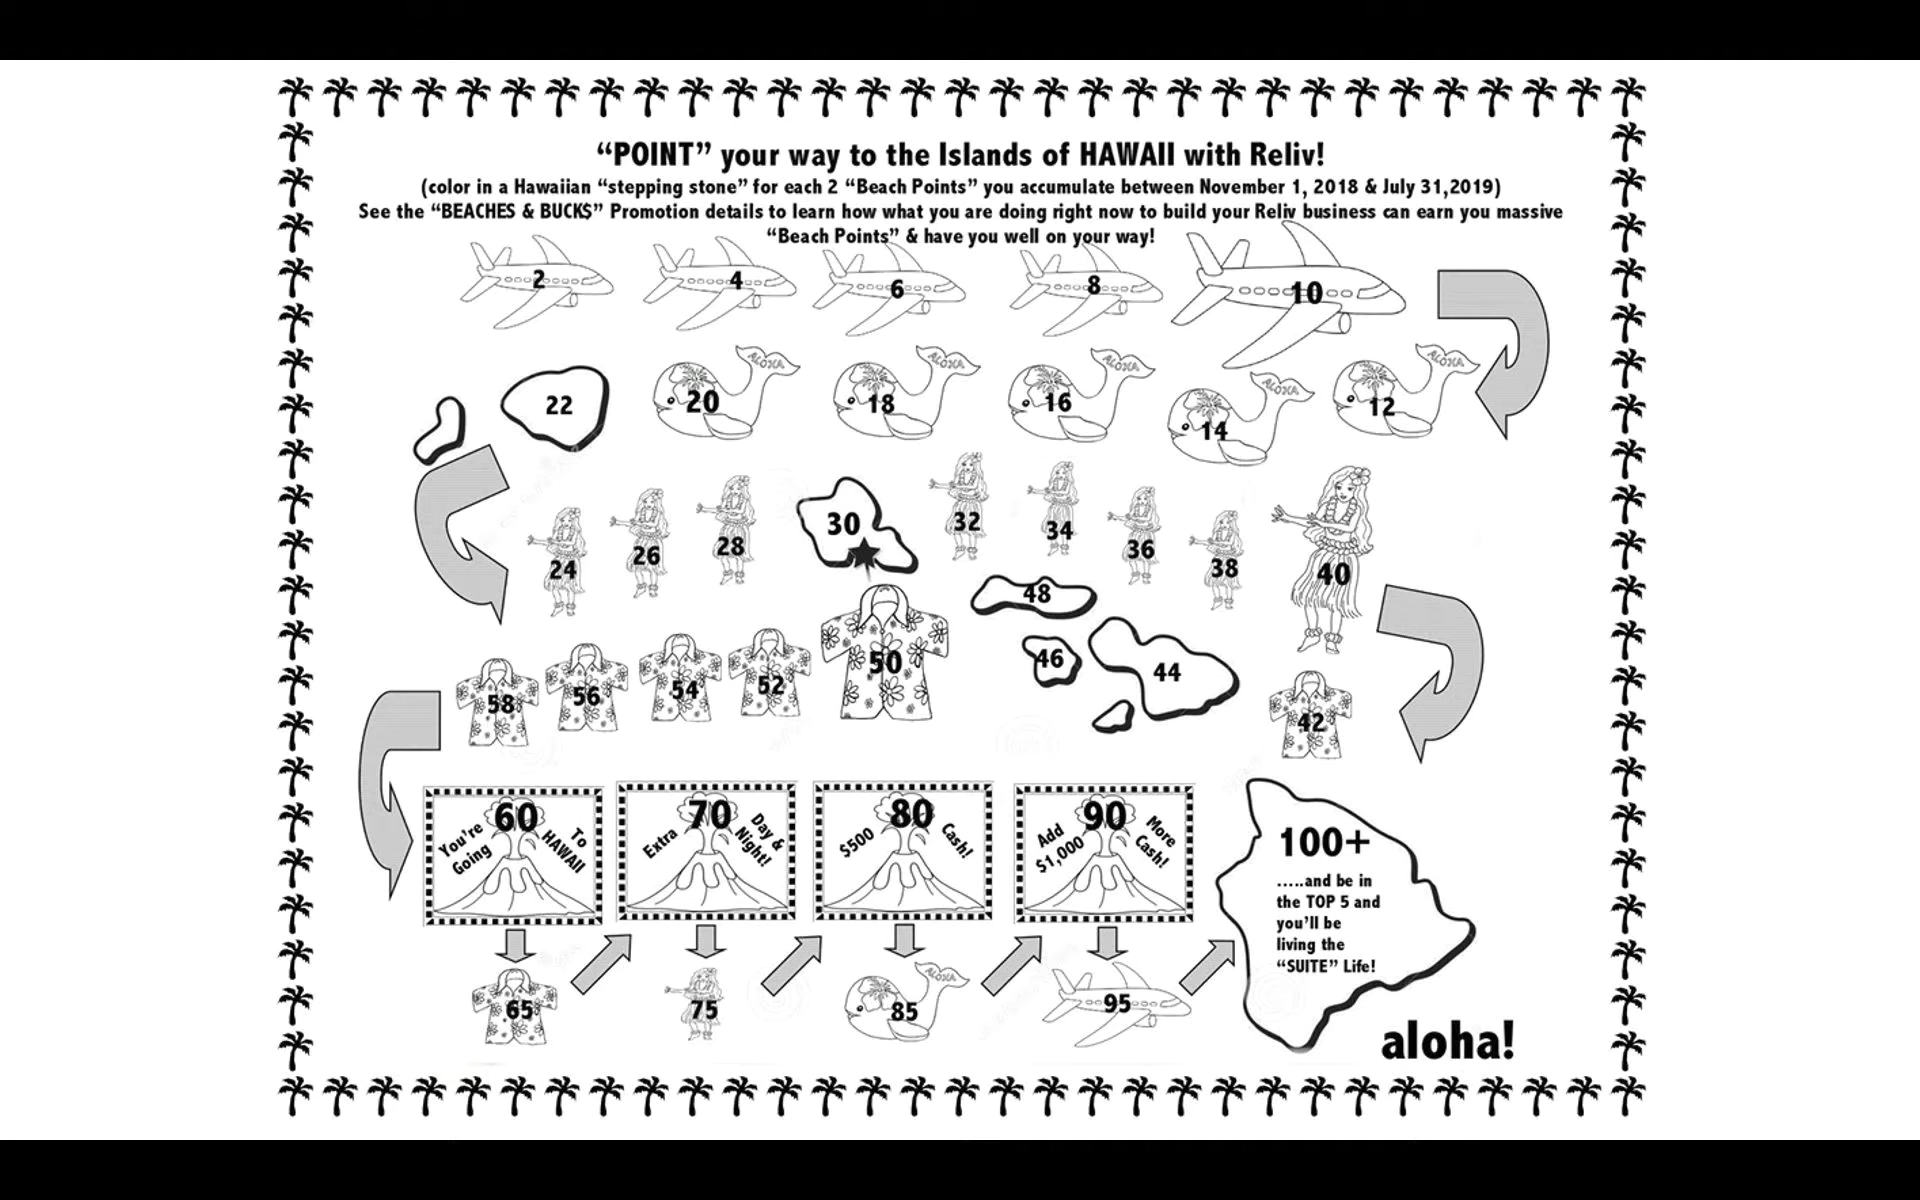 “POINT” your way to the Islands of HAWAII with Reliv!
(color in a Hawaiian “stepping stone” for each 2 “Beach Points” you accumulate between November 1, 2018 & July 31,2019)
See the “BEACHES & BUCK$” Promotion details to learn how what you are doing right now to build your Reliv business can earn you massive
“Beach Points” & have you well on your way!
2 4 6 8 10
22 20 18 16 14 12
ALOHA ALOHA ALOHA ALOHA ALOHA
24 26 28 30 32 34 36 38 40
58 56 54 52 50 48 46 44 42
60
You're Going
To HAWAII
70
Extra
Day & Night!
80
$500
Cash!
90
Add $1,000
More Cash!
100+
.....and be in
the TOP 5 and
you’ll be
living the
“SUITE” Life!
65 75 85 95
ALOHA
aloha!